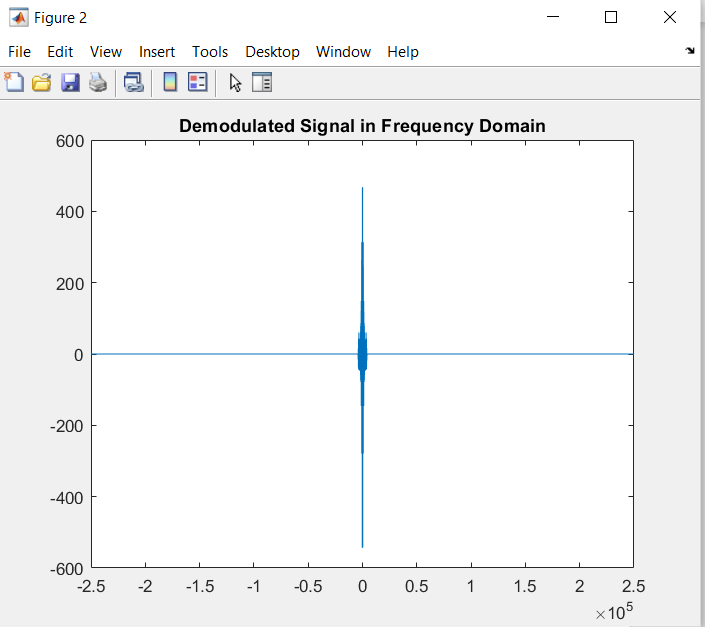 Figure 2
File Edit View Insert Tools Desktop Window Help
Demodulated Signal in Frequency Domain
600
400
200
0
-200
-400
-600
-2.5 -2 -1.5 -1 -0.5 0 0.5 1 1.5 2 2.5
×10⁵